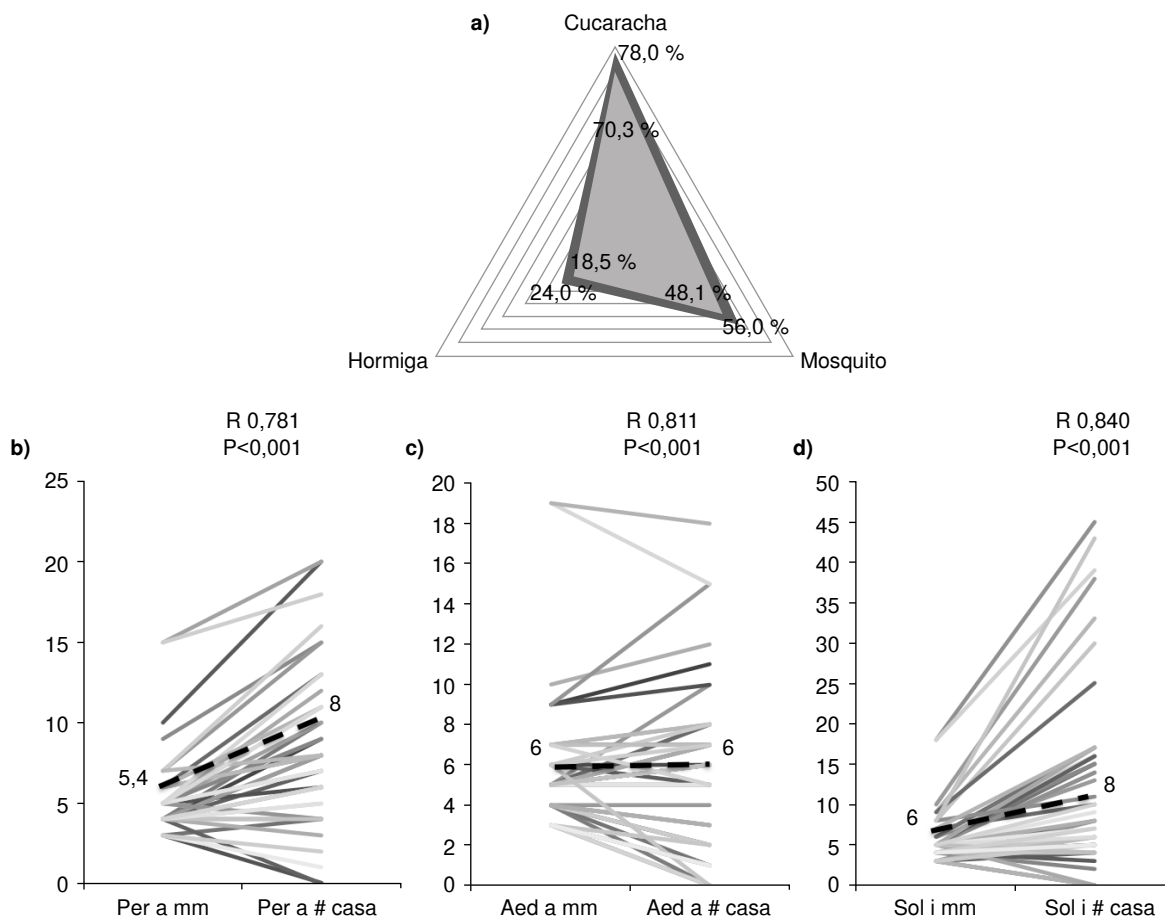 a)
Cucaracha
78,0 %
70,3 %
18,5 %
24,0 %
48,1 %
56,0 %
Hormiga
Mosquito
b)
R 0,781
P<0,001
25
20
15
10
5
0
5,4
8
Per a mm
Per a # casa
c)
R 0,811
P<0,001
20
18
16
14
12
10
8
6
4
2
0
6
6
Aed a mm
Aed a # casa
d)
R 0,840
P<0,001
50
45
40
35
30
25
20
15
10
5
0
6
8
Sol i mm
Sol i # casa